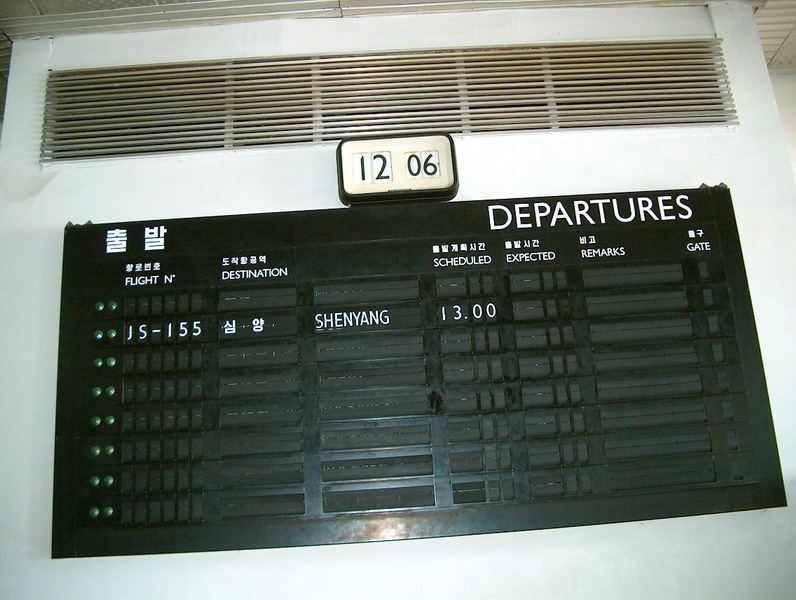 12 06
출발 DEPARTURES
항로번호 도착항공역 출발계획시간 출발시간 비고 출구
FLIGHT Nº DESTINATION SCHEDULED EXPECTED REMARKS GATE
JS-155 심양 SHENYANG 13.00